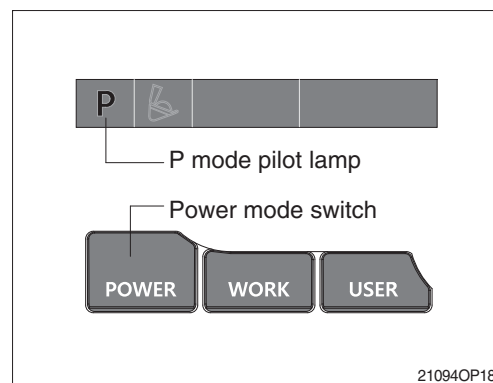 P
P mode pilot lamp
Power mode switch
POWER WORK USER
21094OP18